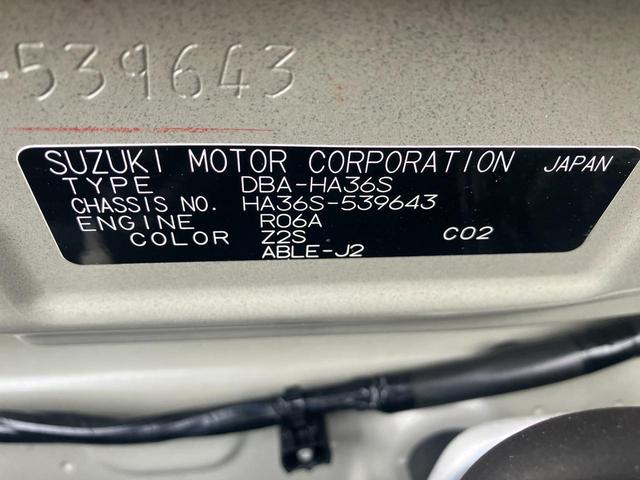 -539643
SUZUKI MOTOR CORPORATION JAPAN
TYPE DBA-HA36S
CHASSIS NO. HA36S-539643
ENGINE R06A
COLOR Z2S C02
ABLE-J2